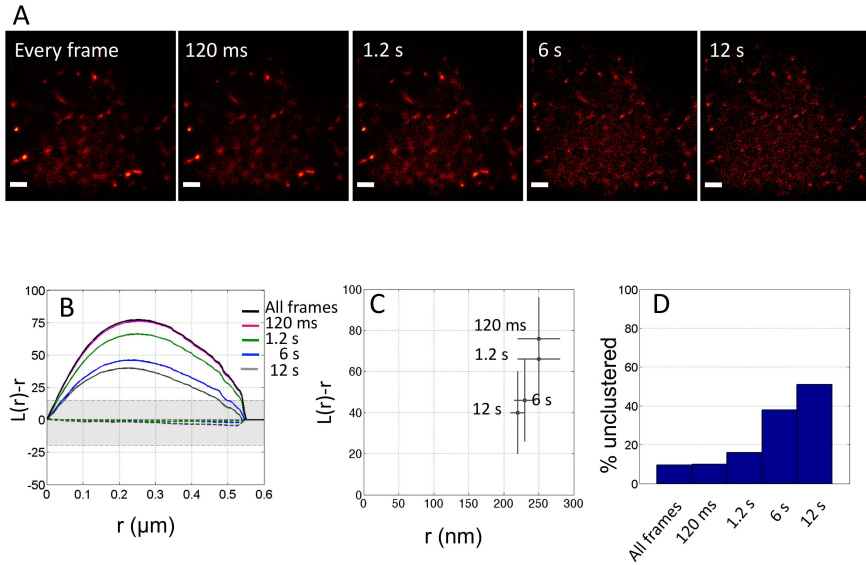 A
Every frame
120 ms
1.2 s
6 s
12 s
B
100
75
50
25
0
-25
-50
L(r)-r
0
0.1
0.2
0.3
0.4
0.5
0.6
r (µm)
All frames
120 ms
1.2 s
6 s
12 s
C
100
80
60
40
20
0
L(r)-r
0
50
100
150
200
250
300
r (nm)
120 ms
1.2 s
12 s
6 s
D
100
80
60
40
20
0
% unclustered
All frames
120 ms
1.2 s
6 s
12 s